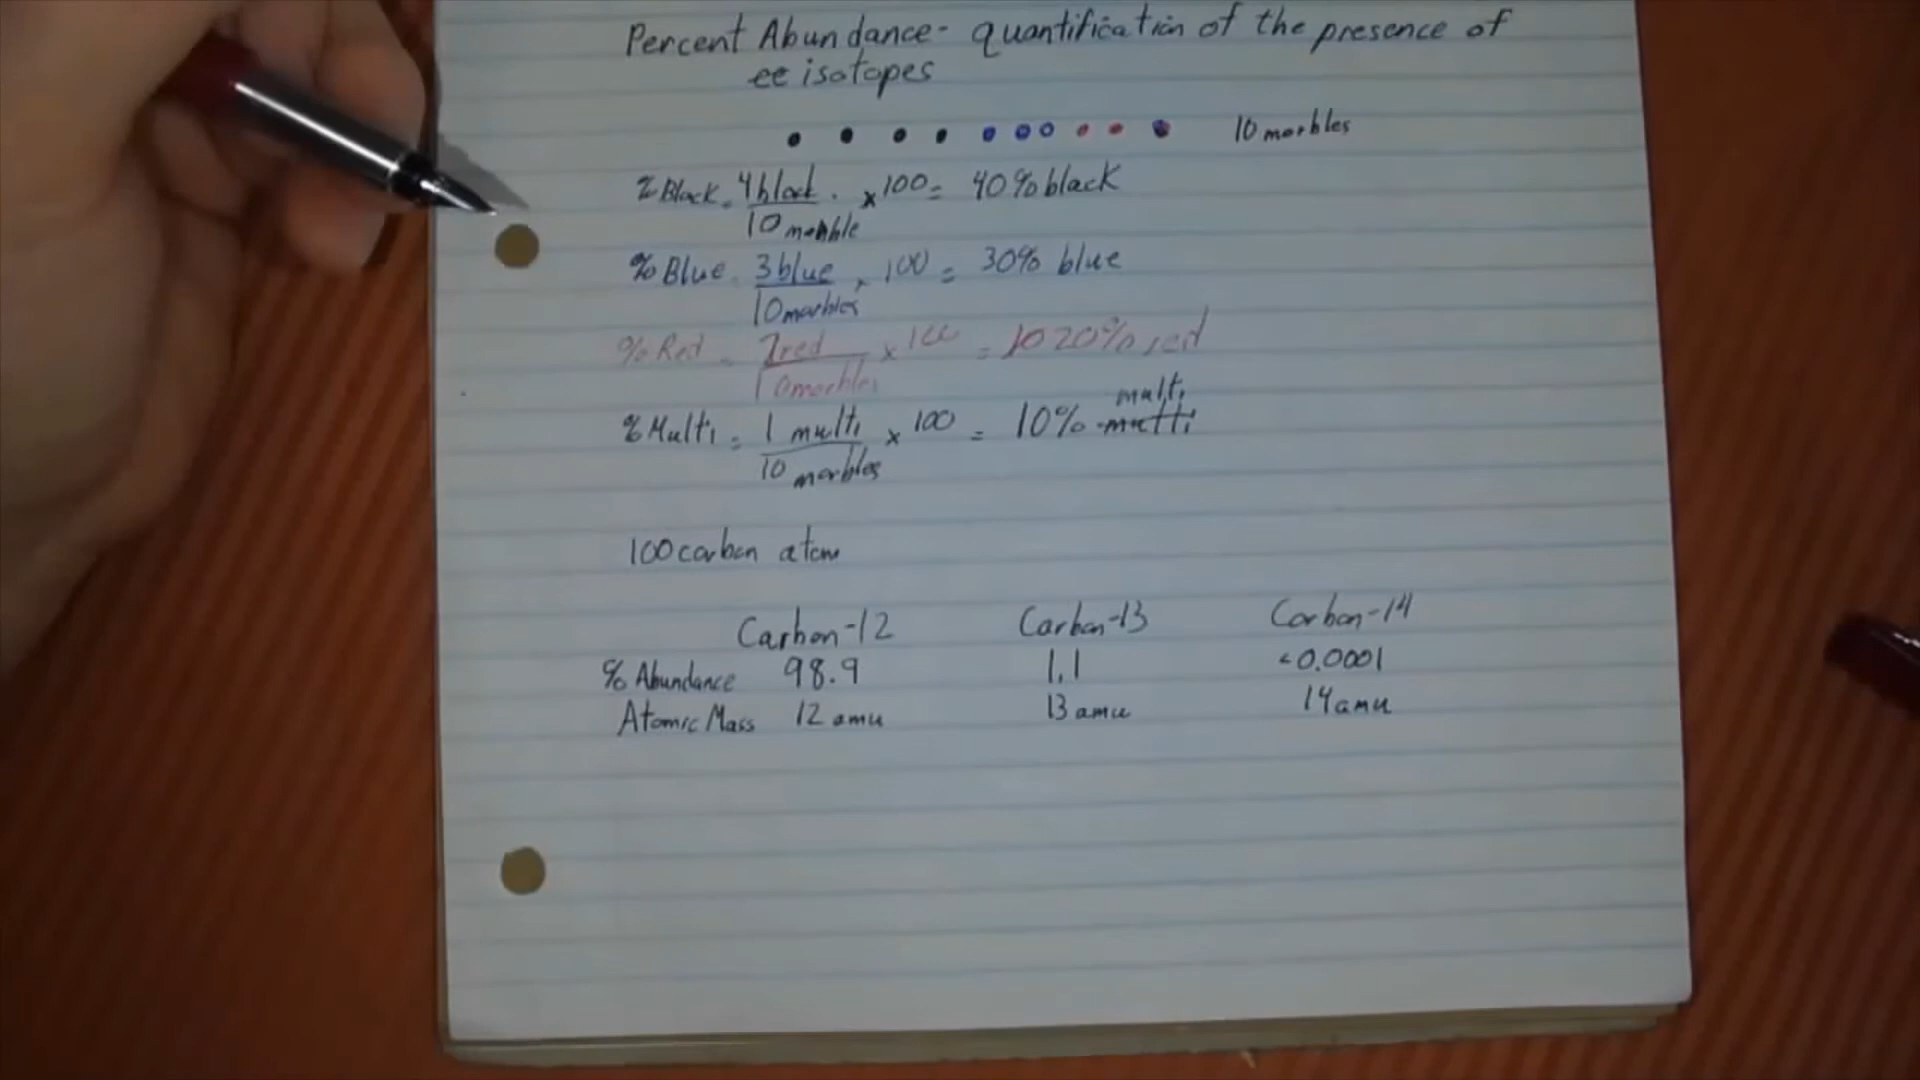 Percent Abundance- quantification of the presence of
isotopes
10 marbles
% Black = 4 black x 100 = 40% black
10 marble
% Blue = 3 blue x 100 = 30% blue
10 marbles
% Red = 2 red x 100 = 20% red
10 marbles
multi
% Multi = 1 multi x 100 = 10% multi
10 marbles
100 carbon atom
Carbon-12 Carbon-13 Carbon-14
% Abundance 98.9 1.1 <0.0001
Atomic Mass 12 amu 13 amu 14 amu